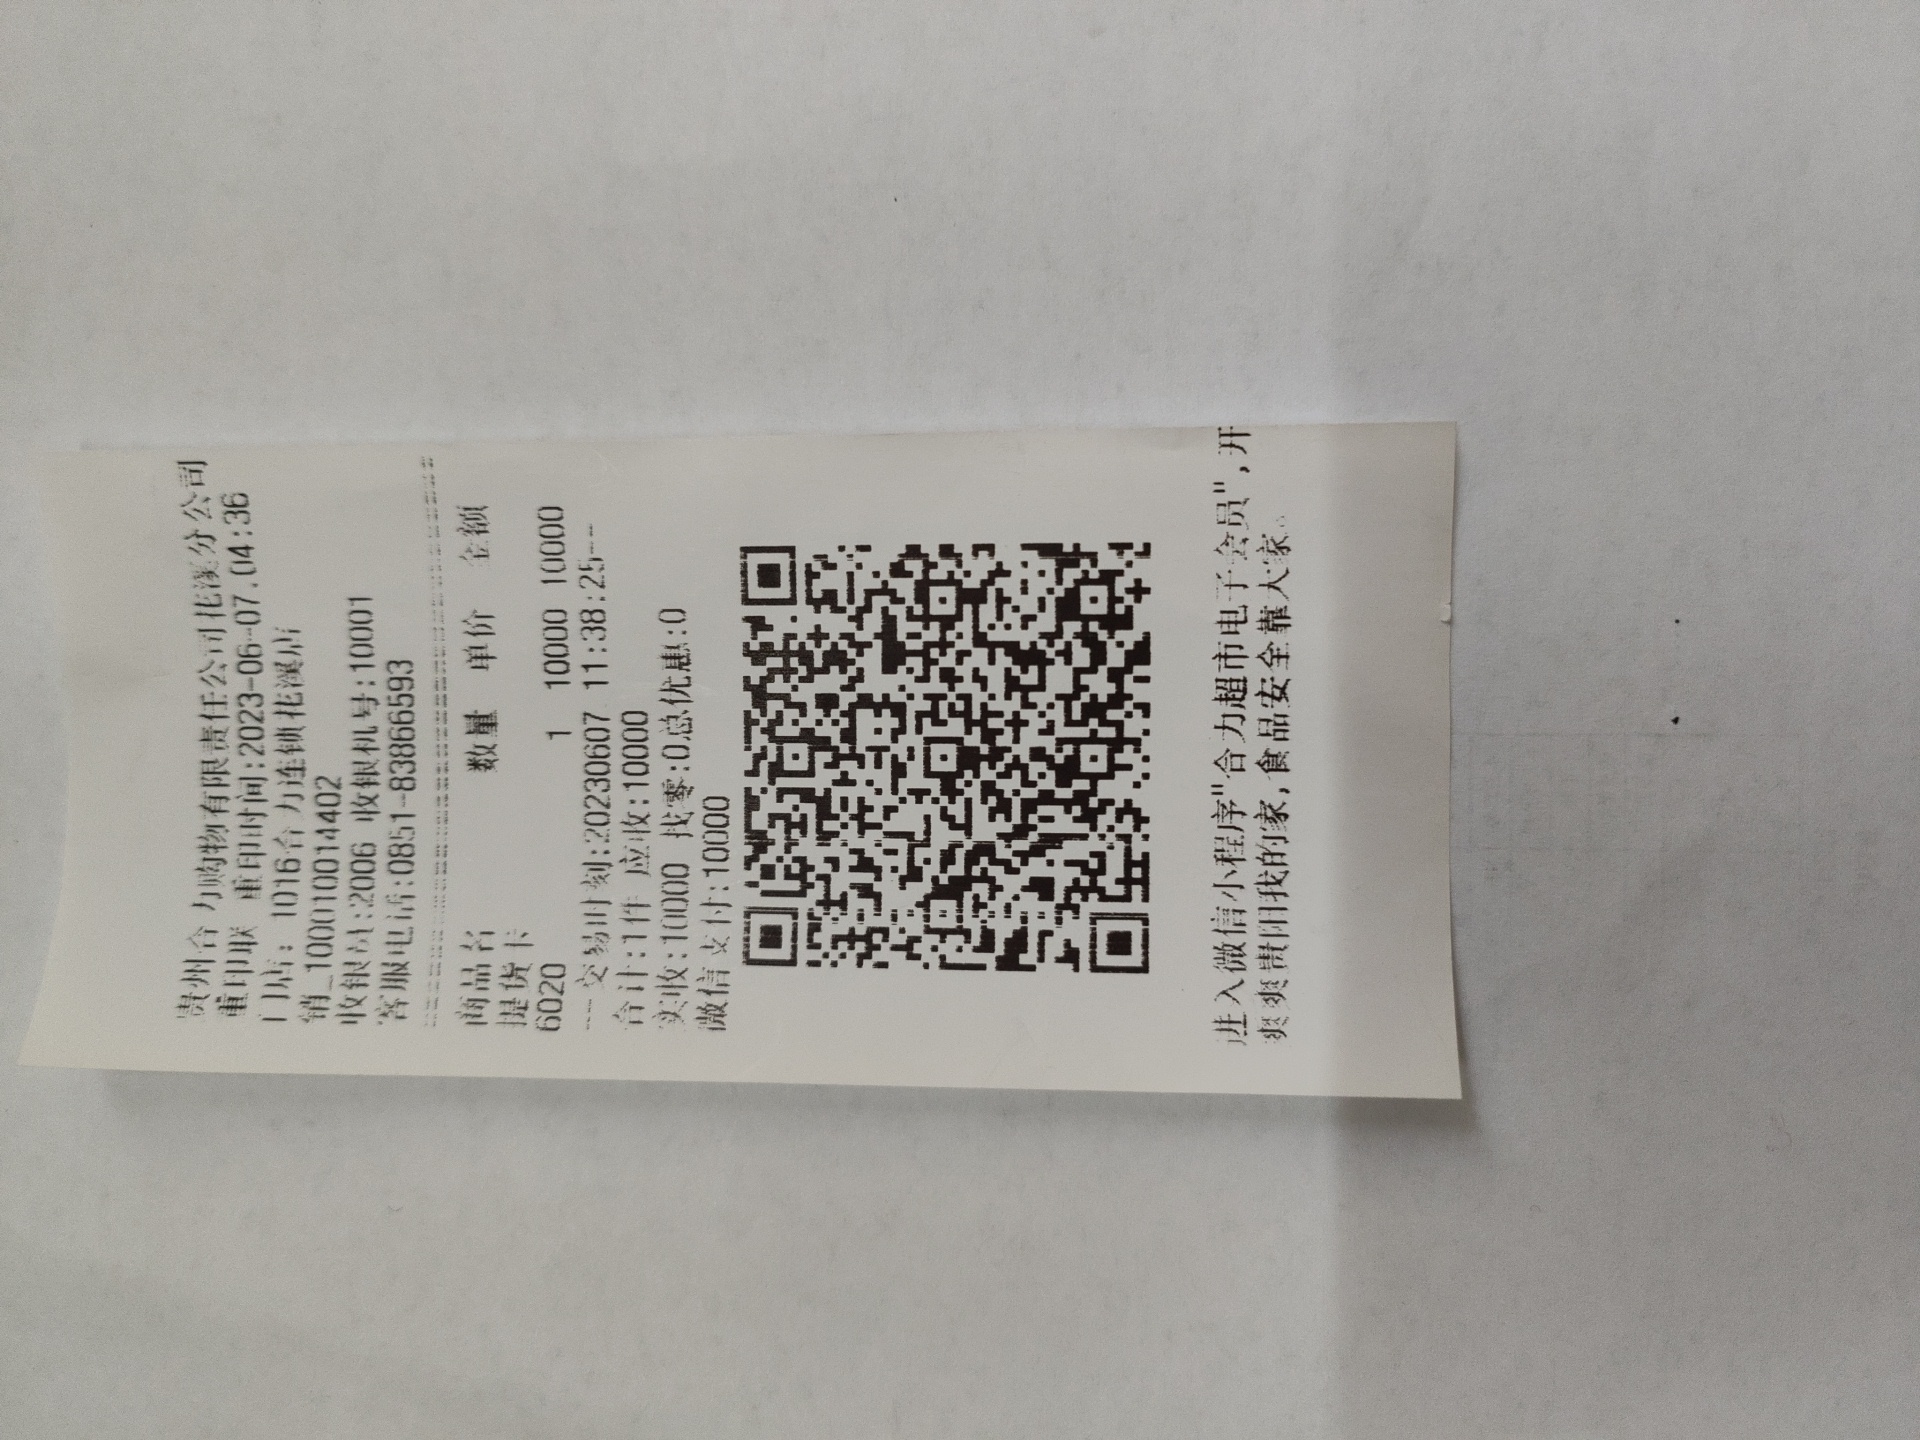 贵州合力购物有限责任公司花溪分公司
重印联 重印时间:2023-06-07.04:36
门店: 1016合力连锁花溪店
销_1000100014402
收银员:2006 收银机号:10001
客服电话:0851-83866593
商品名 数量 单价 金额
提货卡
6020 1 10000 10000
---交易时刻:20230607 11:38:25--
合计:1件 应收:10000
实收:10000 找零:0总优惠:0
微信支付:10000
进入微信小程序"合力超市电子会员",开
爽爽贵阳我的家,食品安全靠大家。